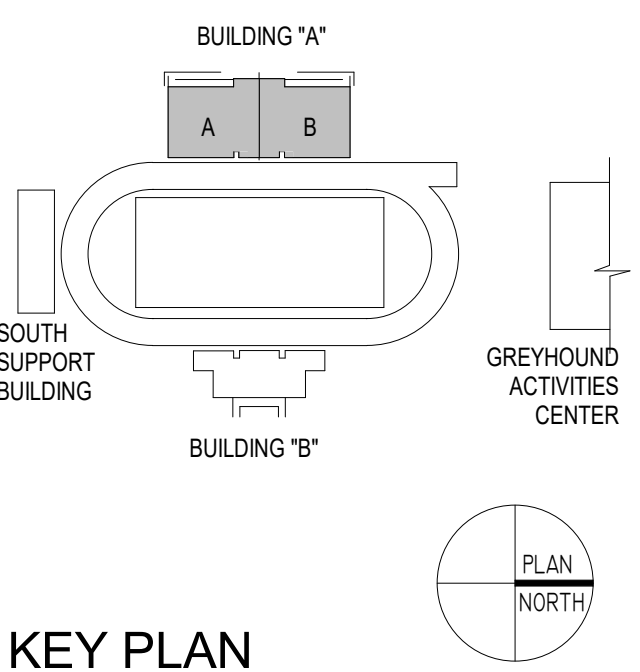 BUILDING "A"
A
B
SOUTH
SUPPORT
BUILDING
GREYHOUND
ACTIVITIES
CENTER
BUILDING "B"
PLAN
NORTH
KEY PLAN